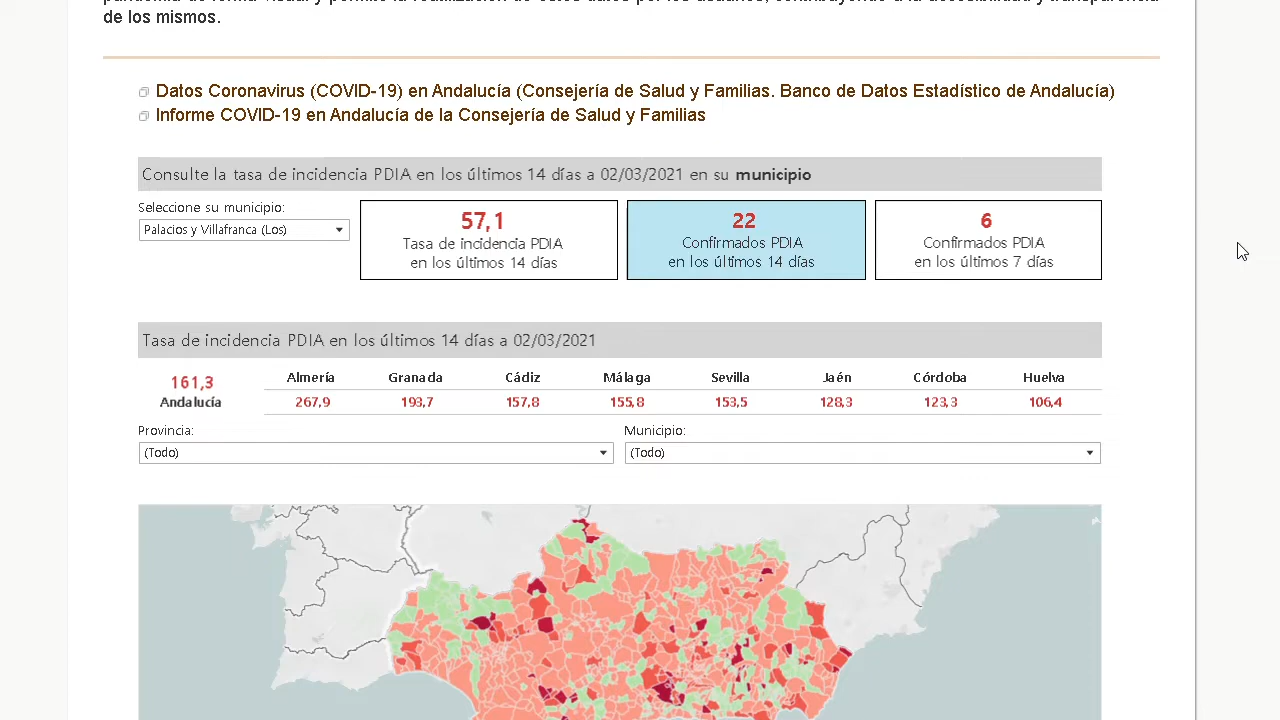 de los mismos.
Datos Coronavirus (COVID-19) en Andalucía (Consejería de Salud y Familias. Banco de Datos Estadístico de Andalucía)
Informe COVID-19 en Andalucía de la Consejería de Salud y Familias
Consulte la tasa de incidencia PDIA en los últimos 14 días a 02/03/2021 en su municipio
Seleccione su municipio:
Palacios y Villafranca (Los
57,1
Tasa de incidencia PDIA
en los últimos 14 días
22
Confirmados PDIA
en los últimos 14 días
6
Confirmados PDIA
en los últimos 7 días
Tasa de incidencia PDIA en los últimos 14 días a 02/03/2021
161,3
Andalucía
Almería Granada Cádiz Málaga Sevilla Jaén Córdoba Huelva
267,9 193,7 157,8 155,8 153,5 128,3 123,3 106,4
Provincia: Municipio:
(Todo) (Todo)